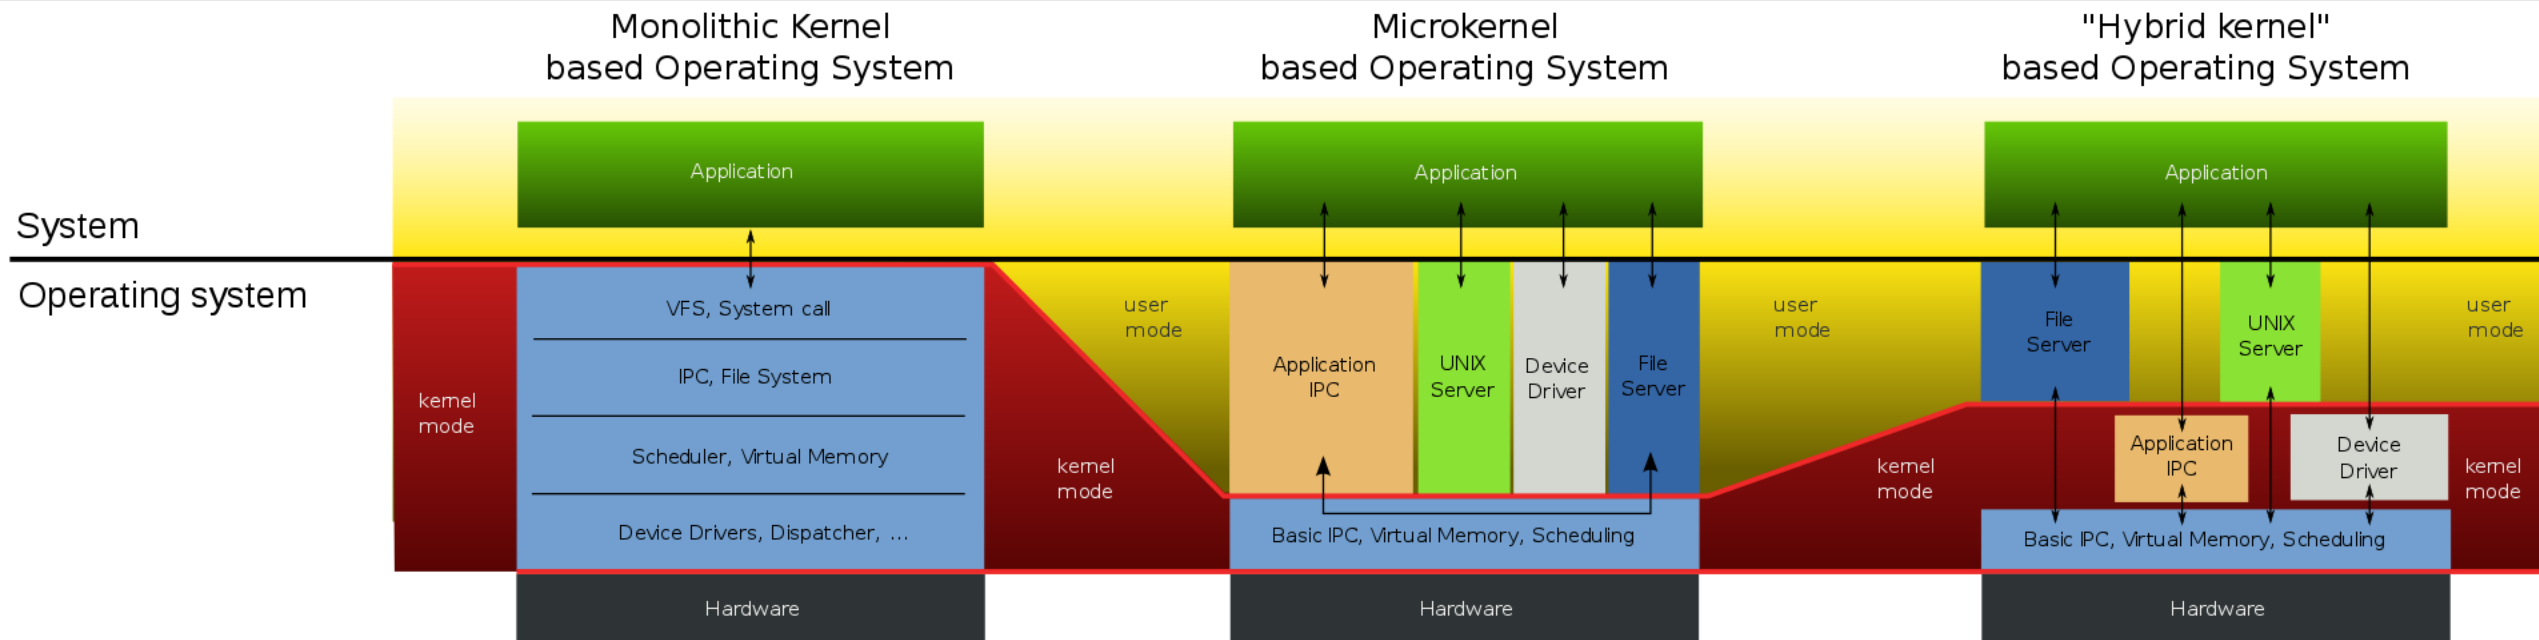 Monolithic Kernel
based Operating System
Microkernel
based Operating System
"Hybrid kernel"
based Operating System
System
Operating system
Application
VFS, System call
IPC, File System
Scheduler, Virtual Memory
Device Drivers, Dispatcher, ...
Hardware
kernel
mode
kernel
mode
user
mode
Application
Application
IPC
UNIX
Server
Device
Driver
File
Server
Basic IPC, Virtual Memory, Scheduling
Hardware
user
mode
kernel
mode
Application
File
Server
UNIX
Server
Application
IPC
Device
Driver
Basic IPC, Virtual Memory, Scheduling
Hardware
user
mode
kernel
mode